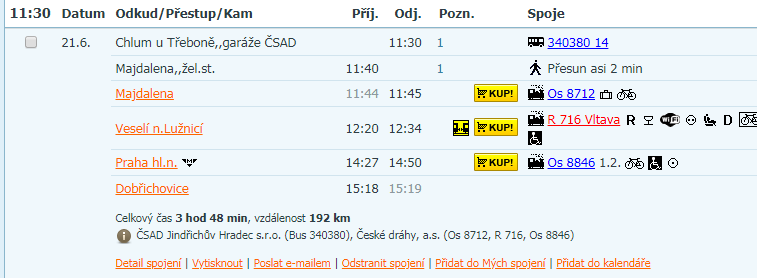 11:30 Datum Odkud/Přestup/Kam Příj. Odj. Pozn. Spoje
21.6. Chlum u Třeboně,,garáže ČSAD 11:30 1 340380 14
Majdalena,,žel.st. 11:40 1 Přesun asi 2 min
Majdalena 11:44 11:45 KUP! Os 8712
Veselí n.Lužnicí 12:20 12:34 KUP! R 716 Vltava R WiFi D
Praha hl.n. 14:27 14:50 KUP! Os 8846 1.2.
Dobřichovice 15:18 15:19
Celkový čas 3 hod 48 min, vzdálenost 192 km
ČSAD Jindřichův Hradec s.r.o. (Bus 340380), České dráhy, a.s. (Os 8712, R 716, Os 8846)
Detail spojení | Vytisknout | Poslat e-mailem | Odstranit spojení | Přidat do Mých spojení | Přidat do kalendáře